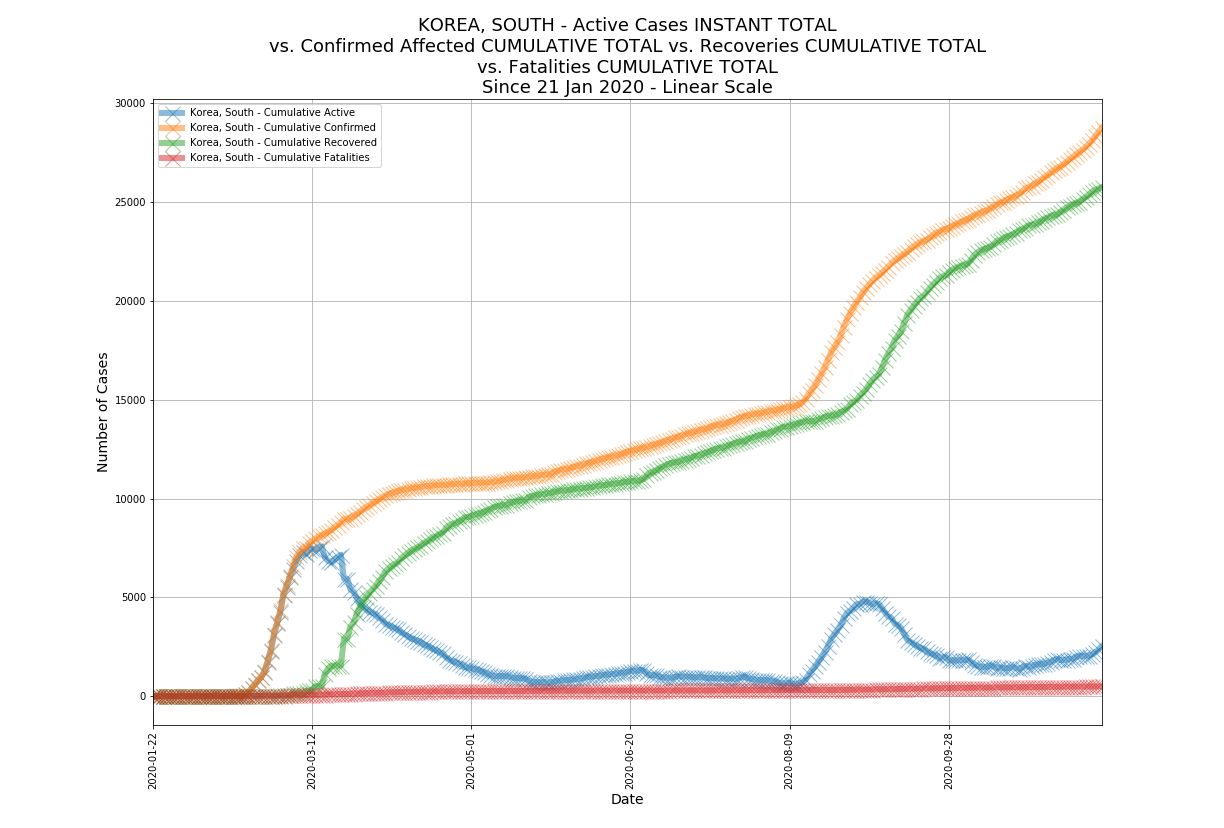 KOREA, SOUTH - Active Cases INSTANT TOTAL
vs. Confirmed Affected CUMULATIVE TOTAL vs. Recoveries CUMULATIVE TOTAL
vs. Fatalities CUMULATIVE TOTAL
Since 21 Jan 2020 - Linear Scale
Korea, South - Cumulative Active
Korea, South - Cumulative Confirmed
Korea, South - Cumulative Recovered
Korea, South - Cumulative Fatalities
Number of Cases
30000
25000
20000
15000
10000
5000
0
2020-01-22
2020-03-12
2020-05-01
2020-06-20
2020-08-09
2020-09-28
Date